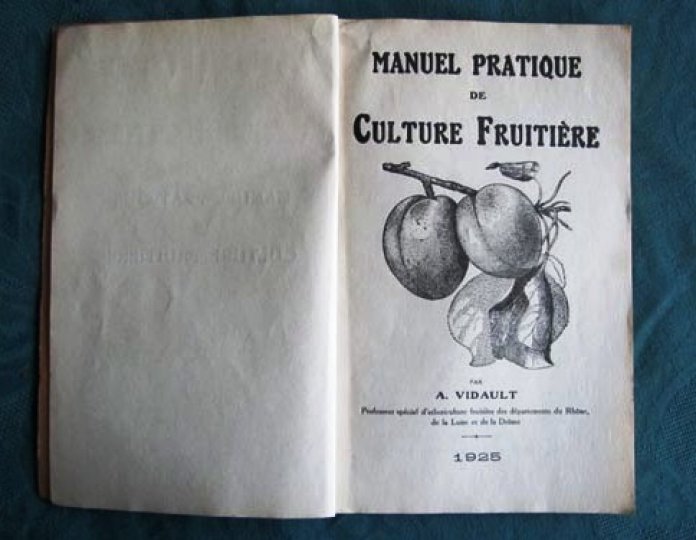 MANUEL PRATIQUE
DE
CULTURE FRUITIÈRE
PAR
A. VIDAULT
Professeur spécial d'arboriculture fruitière des départements du Rhône,
de la Loire et de la Drôme
1925